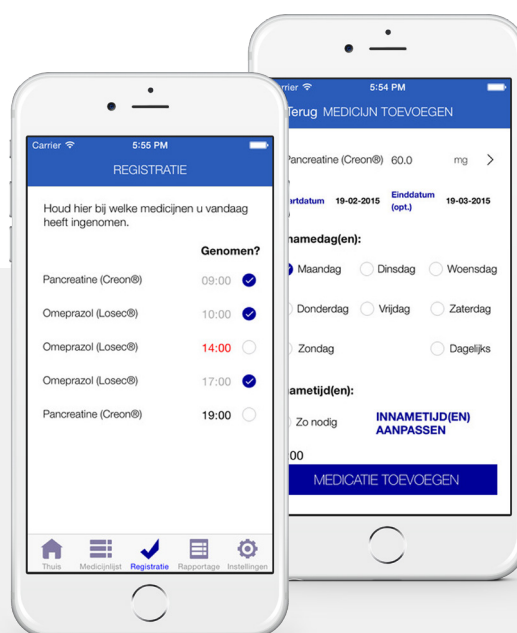 Carrier 5:55 PM
REGISTRATIE
Houd hier bij welke medicijnen u vandaag
heeft ingenomen.
Genomen?
Pancreatine (Creon®) 09:00
Omeprazol (Losec®) 10:00
Omeprazol (Losec®) 14:00
Omeprazol (Losec®) 17:00
Pancreatine (Creon®) 19:00
Thuis Medicijnlijst Registratie Rapportage Instellingen
5:54 PM
Terug MEDICIJN TOEVOEGEN
Pancreatine (Creon®) 60.0 mg
19-02-2015 Einddatum 19-03-2015
(opt.)
Maandag Dinsdag Woensdag
Donderdag Vrijdag Zaterdag
Zondag Dagelijks
Zo nodig INNAMETIJD(EN)
AANPASSEN
MEDICATIE TOEVOEGEN